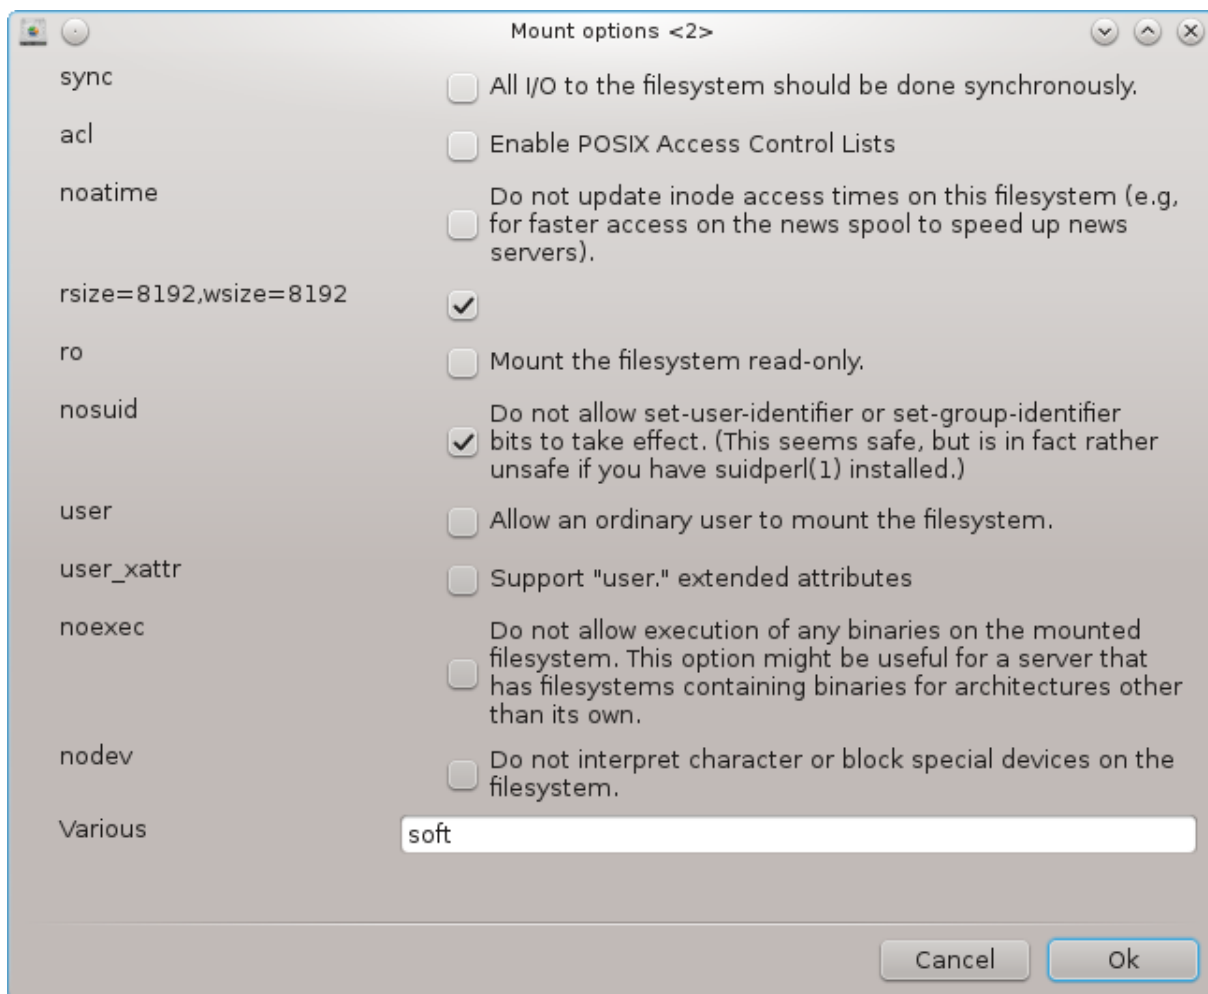 Mount options <2>
sync
All I/O to the filesystem should be done synchronously.
acl
Enable POSIX Access Control Lists
noatime
Do not update inode access times on this filesystem (e.g,
for faster access on the news spool to speed up news
servers).
rsize=8192,wsize=8192
ro
Mount the filesystem read-only.
nosuid
Do not allow set-user-identifier or set-group-identifier
bits to take effect. (This seems safe, but is in fact rather
unsafe if you have suidperl(1) installed.)
user
Allow an ordinary user to mount the filesystem.
user_xattr
Support "user." extended attributes
noexec
Do not allow execution of any binaries on the mounted
filesystem. This option might be useful for a server that
has filesystems containing binaries for architectures other
than its own.
nodev
Do not interpret character or block special devices on the
filesystem.
Various
soft
Cancel
Ok